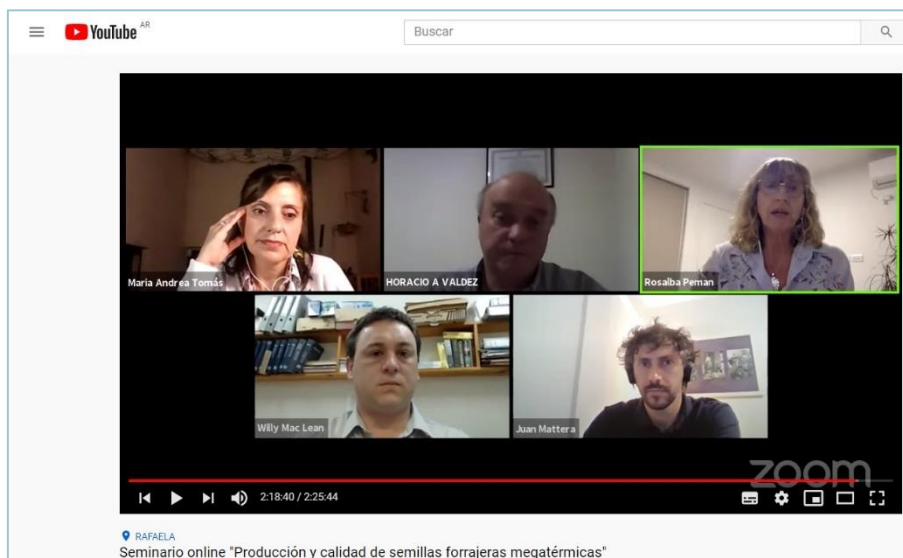 YouTube AR
Buscar
Maria Andrea Tomás
HORACIO A VALDEZ
Rosalba Peman
Willy Mac Lean
Juan Mattera
zoom
2:18:40 / 2:25:44
RAFAELA
Seminario online "Producción y calidad de semillas forrajeras megatérmicas"